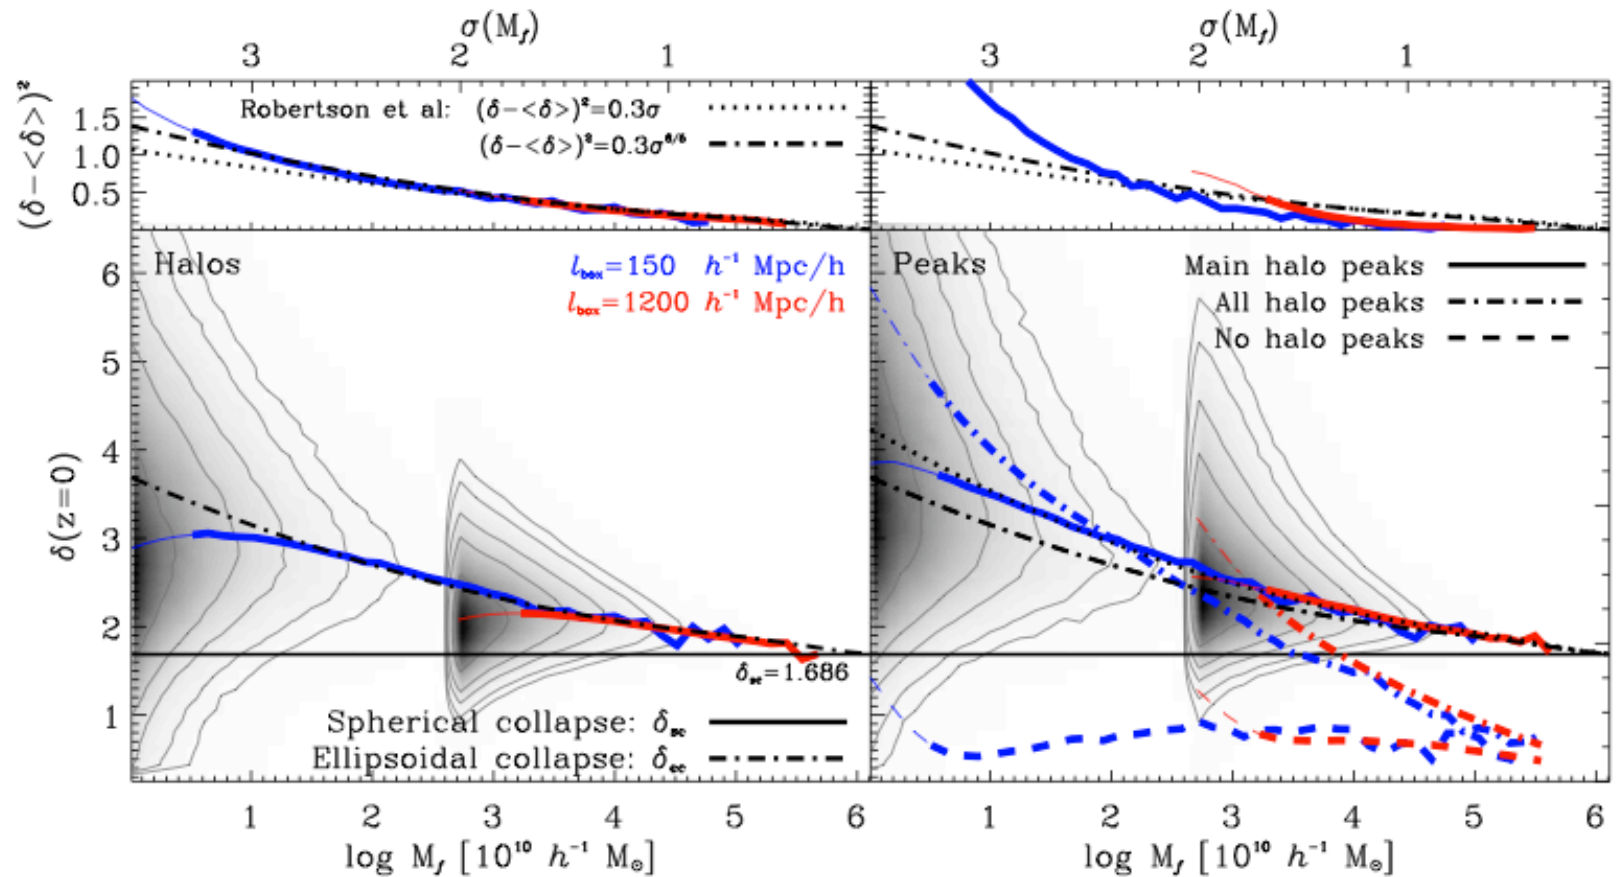 σ(M_f) σ(M_f)
3 2 1 3 2 1
(δ−<δ>)²
1.5
1.0
0.5
Robertson et al: (δ−<δ>)²=0.3σ
(δ−<δ>)²=0.3σ^6/5
Halos
l_box=150 h⁻¹ Mpc/h
l_box=1200 h⁻¹ Mpc/h
Peaks
Main halo peaks
All halo peaks
No halo peaks
δ(z=0)
6
5
4
3
2
1
δ_sc=1.686
Spherical collapse: δ_sc
Ellipsoidal collapse: δ_ec
1 2 3 4 5 6 1 2 3 4 5 6
log M_f [10¹⁰ h⁻¹ M_⊙] log M_f [10¹⁰ h⁻¹ M_⊙]